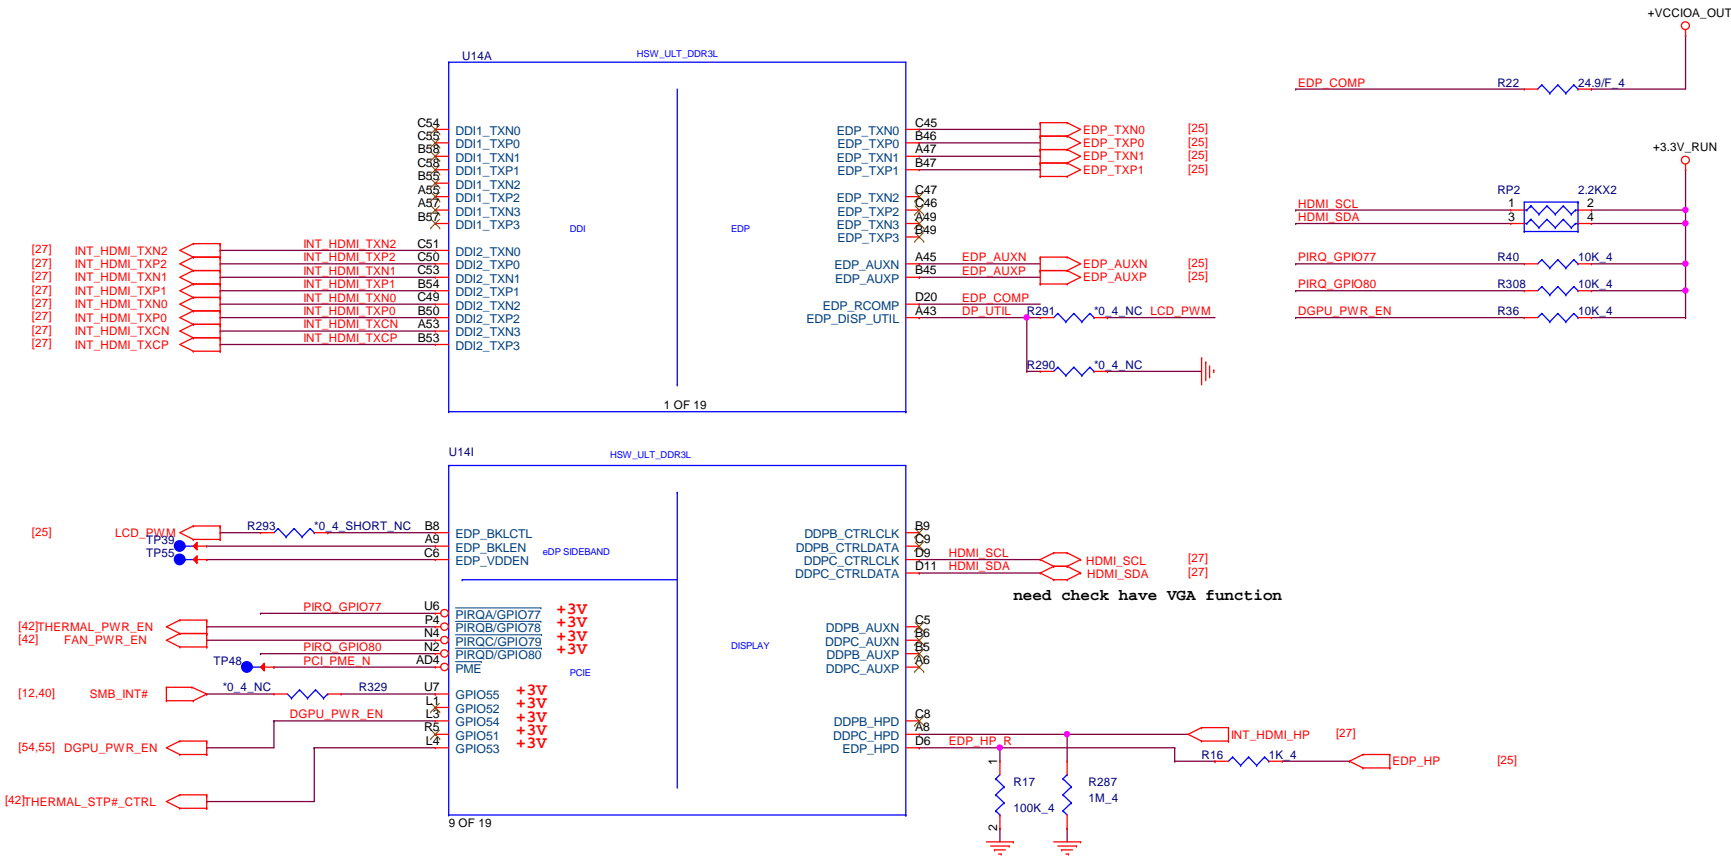 +VCCIOA_OUT
U14A HSW_ULT_DDR3L
EDP_COMP R22 24.9/F_4
C54 DDI1_TXN0 EDP_TXN0 C45 EDP_TXN0 [25]
C55 DDI1_TXP0 EDP_TXP0 B46 EDP_TXP0 [25]
B58 DDI1_TXN1 EDP_TXN1 A47 EDP_TXN1 [25]
C58 DDI1_TXP1 EDP_TXP1 B47 EDP_TXP1 [25]
B55 DDI1_TXN2
A55 DDI1_TXP2 EDP_TXN2 C47
A57 DDI1_TXN3 EDP_TXP2 C46
B57 DDI1_TXP3 EDP_TXN3 A49
EDP_TXP3 B49
DDI EDP
+3.3V_RUN
RP2 2.2KX2
HDMI_SCL 1 2
HDMI_SDA 3 4
[27] INT_HDMI_TXN2 INT_HDMI_TXN2 C51 DDI2_TXN0
[27] INT_HDMI_TXP2 INT_HDMI_TXP2 C50 DDI2_TXP0
[27] INT_HDMI_TXN1 INT_HDMI_TXN1 C53 DDI2_TXN1
[27] INT_HDMI_TXP1 INT_HDMI_TXP1 B54 DDI2_TXP1
[27] INT_HDMI_TXN0 INT_HDMI_TXN0 C49 DDI2_TXN2
[27] INT_HDMI_TXP0 INT_HDMI_TXP0 B50 DDI2_TXP2
[27] INT_HDMI_TXCN INT_HDMI_TXCN A53 DDI2_TXN3
[27] INT_HDMI_TXCP INT_HDMI_TXCP B53 DDI2_TXP3
EDP_AUXN A45 EDP_AUXN EDP_AUXN [25]
EDP_AUXP B45 EDP_AUXP EDP_AUXP [25]
EDP_RCOMP D20 EDP_COMP
EDP_DISP_UTIL A43 DP_UTIL R291 *0_4_NC LCD_PWM
R290 *0_4_NC
PIRQ_GPIO77 R40 10K_4
PIRQ_GPIO80 R308 10K_4
DGPU_PWR_EN R36 10K_4
1 OF 19
U14I HSW_ULT_DDR3L
[25] LCD_PWM R293 *0_4_SHORT_NC B8 EDP_BKLCTL
TP39 A9 EDP_BKLEN
TP55 C6 EDP_VDDEN
eDP SIDEBAND
DDPB_CTRLCLK B9
DDPB_CTRLDATA C9
DDPC_CTRLCLK D9 HDMI_SCL HDMI_SCL [27]
DDPC_CTRLDATA D11 HDMI_SDA HDMI_SDA [27]
need check have VGA function
PIRQ_GPIO77 U6 PIRQA/GPIO77 +3V
[42] THERMAL_PWR_EN P4 PIRQB/GPIO78 +3V
[42] FAN_PWR_EN N4 PIRQC/GPIO79 +3V
PIRQ_GPIO80 N2 PIRQD/GPIO80 +3V
TP48 PCI_PME_N AD4 PME
PCIE DISPLAY
DDPB_AUXN C5
DDPC_AUXN B6
DDPB_AUXP B5
DDPC_AUXP A6
[12,40] SMB_INT# *0_4_NC R329 U7 GPIO55 +3V
L1 GPIO52 +3V
DGPU_PWR_EN L3 GPIO54 +3V
R5 GPIO51 +3V
L4 GPIO53 +3V
[54,55] DGPU_PWR_EN
[42] THERMAL_STP#_CTRL
DDPB_HPD C8
DDPC_HPD A8 INT_HDMI_HP [27]
EDP_HPD D6 EDP_HP_R R16 1K_4 EDP_HP [25]
1 R17 R287
100K_4 1M_4
2
9 OF 19